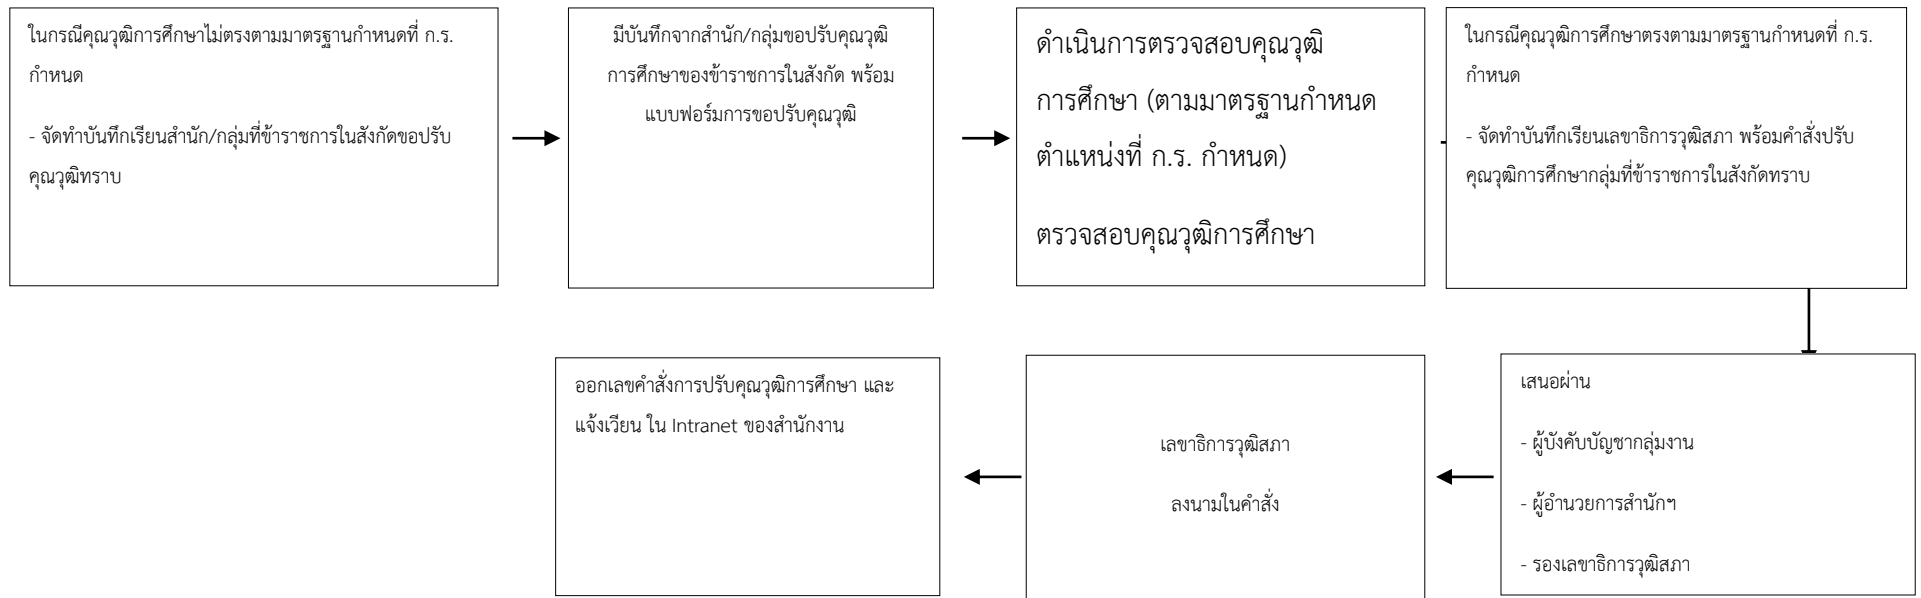 ในกรณีคุณวุฒิการศึกษาไม่ตรงตามมาตรฐานกำหนดที่ ก.ร.
กำหนด
- จัดทำบันทึกเรียนสำนัก/กลุ่มที่ข้าราชการในสังกัดขอปรับ
คุณวุฒิทราบ
มีบันทึกจากสำนัก/กลุ่มขอปรับคุณวุฒิ
การศึกษาของข้าราชการในสังกัด พร้อม
แบบฟอร์มการขอปรับคุณวุฒิ
ดำเนินการตรวจสอบคุณวุฒิ
การศึกษา (ตามมาตรฐานกำหนด
ตำแหน่งที่ ก.ร. กำหนด)
ตรวจสอบคุณวุฒิการศึกษา
ในกรณีคุณวุฒิการศึกษาตรงตามมาตรฐานกำหนดที่ ก.ร.
กำหนด
- จัดทำบันทึกเรียนเลขาธิการวุฒิสภา พร้อมคำสั่งปรับ
คุณวุฒิการศึกษากลุ่มที่ข้าราชการในสังกัดทราบ
เสนอผ่าน
- ผู้บังคับบัญชากลุ่มงาน
- ผู้อำนวยการสำนักฯ
- รองเลขาธิการวุฒิสภา
เลขาธิการวุฒิสภา
ลงนามในคำสั่ง
ออกเลขคำสั่งการปรับคุณวุฒิการศึกษา และ
แจ้งเวียน ใน Intranet ของสำนักงาน